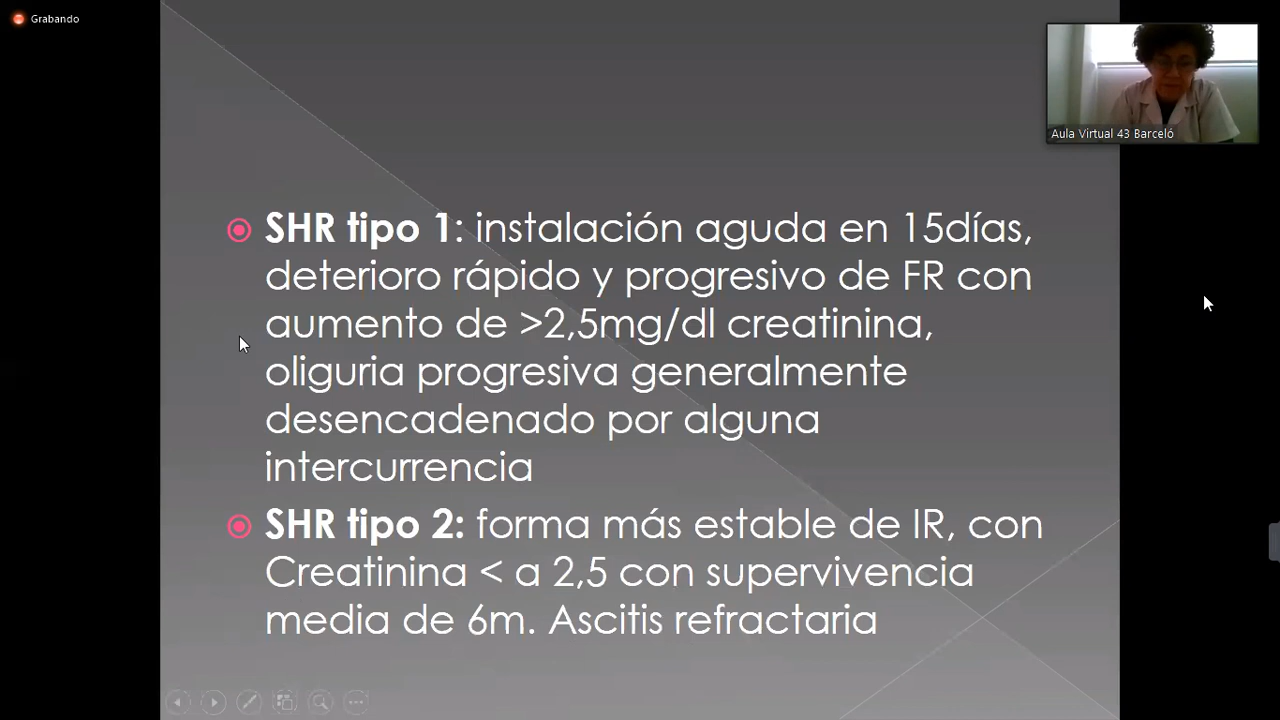 Grabando
Aula Virtual 43 Barceló
SHR tipo 1: instalación aguda en 15días,
deterioro rápido y progresivo de FR con
aumento de >2,5mg/dl creatinina,
oliguria progresiva generalmente
desencadenado por alguna
intercurrencia
SHR tipo 2: forma más estable de IR, con
Creatinina < a 2,5 con supervivencia
media de 6m. Ascitis refractaria